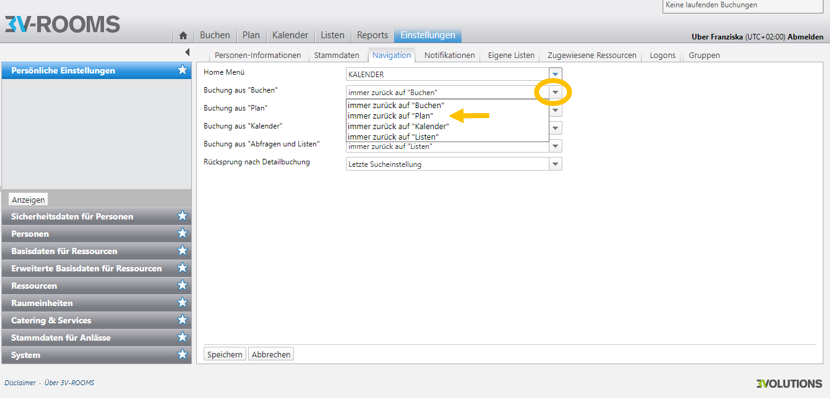 Keine laufenden Buchungen
3V-ROOMS
Buchen Plan Kalender Listen Reports Einstellungen
Uber Franziska (UTC+02:00) Abmelden
Persönliche Einstellungen
Personen-Informationen Stammdaten Navigation Notifikationen Eigene Listen Zugewiesene Ressourcen Logons Gruppen
Home Menü KALENDER
Buchung aus "Buchen" immer zurück auf "Buchen"
immer zurück auf "Buchen"
Buchung aus "Plan" immer zurück auf "Plan"
Buchung aus "Kalender" immer zurück auf "Kalender"
immer zurück auf "Listen"
Buchung aus "Abfragen und Listen" immer zurück auf "Listen"
Rücksprung nach Detailbuchung Letzte Sucheinstellung
Anzeigen
Sicherheitsdaten für Personen
Personen
Basisdaten für Ressourcen
Erweiterte Basisdaten für Ressourcen
Ressourcen
Raumeinheiten
Catering & Services
Stammdaten für Anlässe
System
Speichern Abbrechen
Disclaimer - Über 3V-ROOMS
3VOLUTIONS